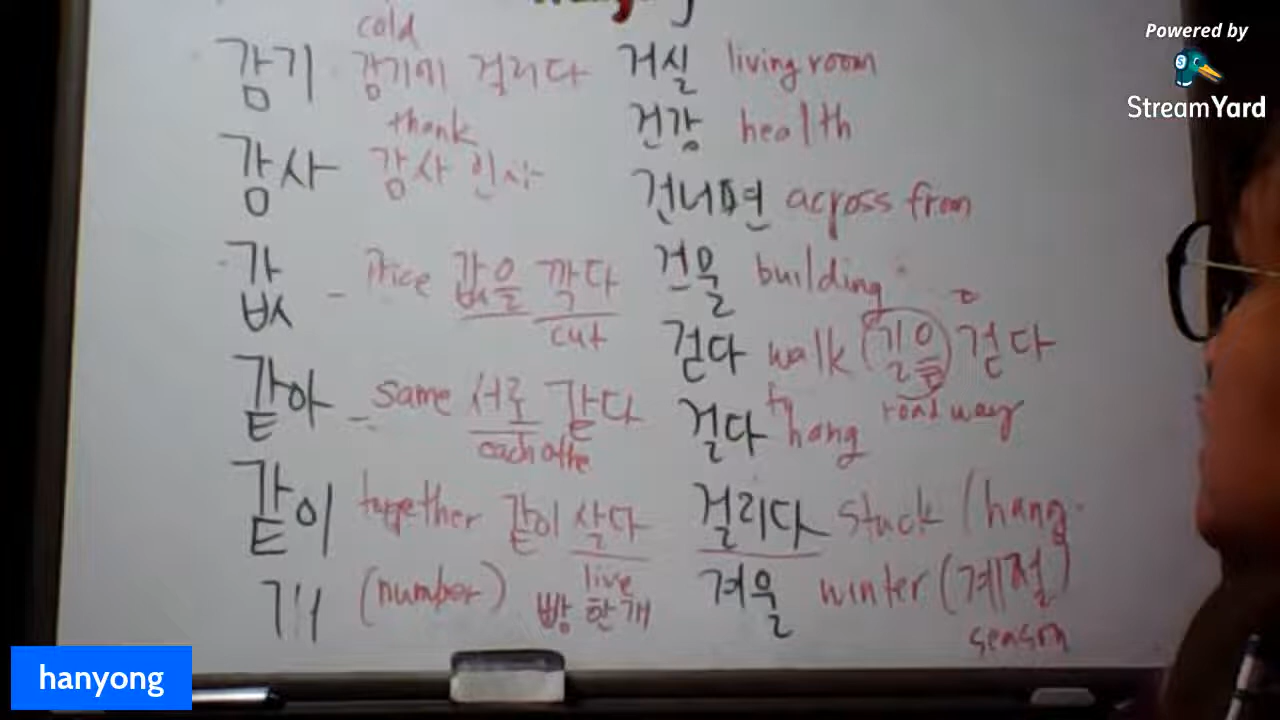 cold
감기 감기에 걸리다
thank
감사 감사 인사
값 - Price 값을 깍다
cut
같아 - same 서로 같다
each othe
같이 together 같이 살다
live
개 (number) 빵 한개
거실 living room
건강 health
건너편 across from
건물 building
걷다 walk (길을) 걷다
road way
걸다 to hang
걸리다 stuck (hang
겨울 winter (계절)
season
Powered by
StreamYard
hanyong